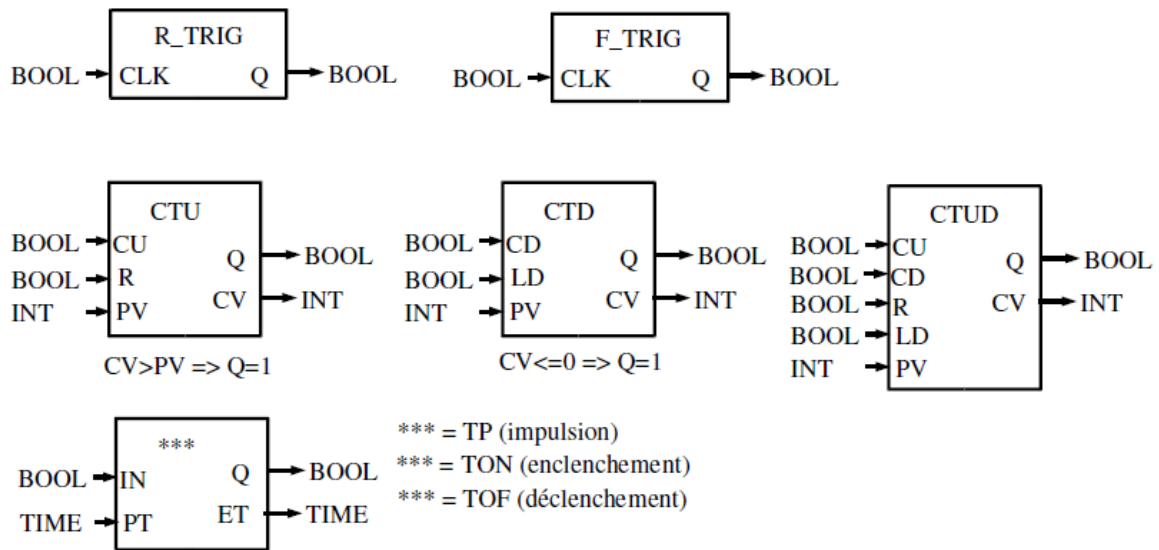 R_TRIG
BOOL CLK Q BOOL
F_TRIG
BOOL CLK Q BOOL
CTU
BOOL CU
Q BOOL
BOOL R
CV INT
INT PV
CV>PV => Q=1
CTD
BOOL CD
Q BOOL
BOOL LD
CV INT
INT PV
CV<=0 => Q=1
CTUD
BOOL CU
Q BOOL
BOOL CD
BOOL R
CV INT
BOOL LD
INT PV
***
BOOL IN Q BOOL
TIME PT ET TIME
*** = TP (impulsion)
*** = TON (enclenchement)
*** = TOF (déclenchement)